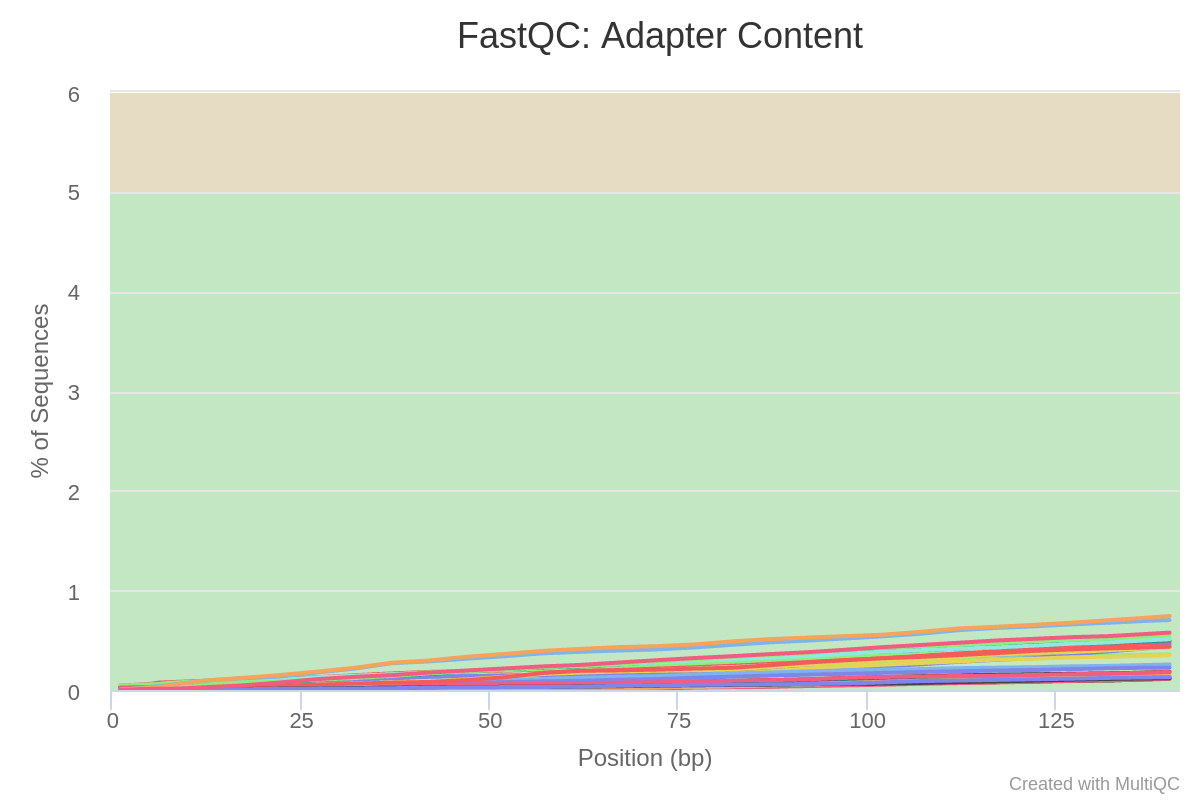 FastQC: Adapter Content
6
5
4
3
2
1
0
% of Sequences
0 25 50 75 100 125
Position (bp)
Created with MultiQC